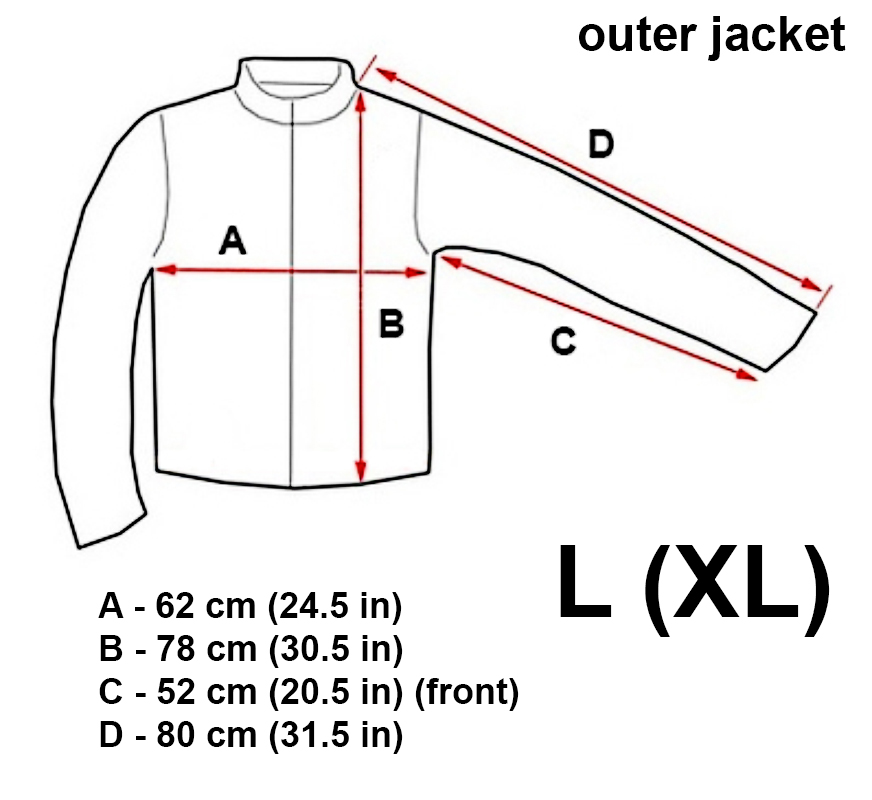 outer jacket
D
A
B
C
L (XL)
A - 62 cm (24.5 in)
B - 78 cm (30.5 in)
C - 52 cm (20.5 in) (front)
D - 80 cm (31.5 in)